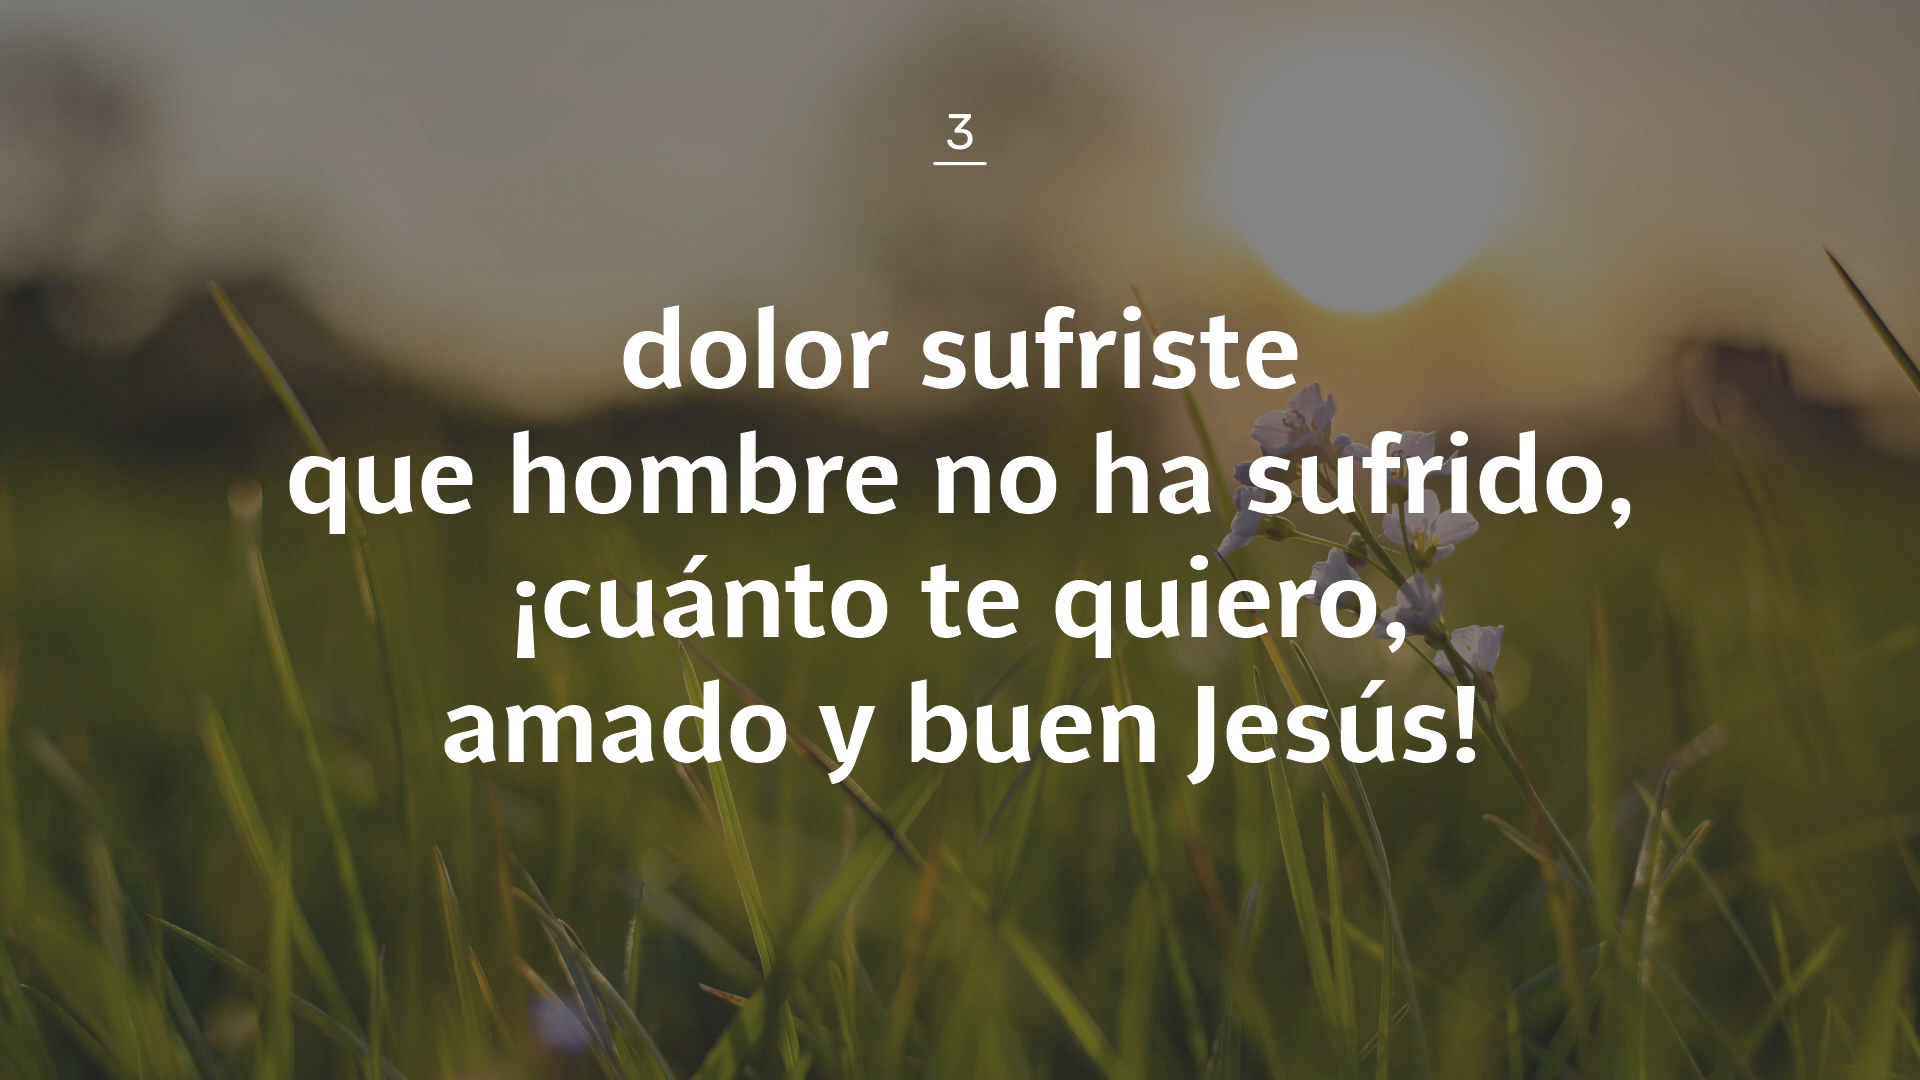 3
dolor sufriste
que hombre no ha sufrido,
¡cuánto te quiero,
amado y buen Jesús!